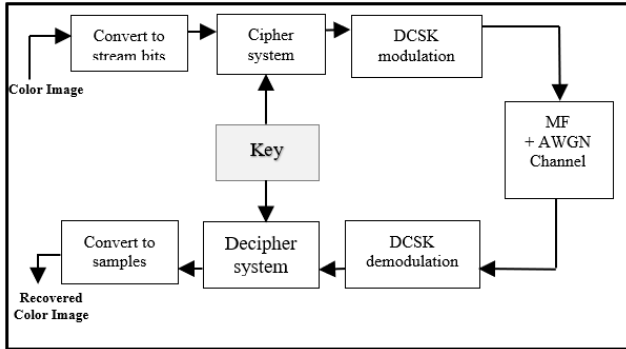 Convert to
stream bits
Cipher
system
DCSK
modulation
Color Image
MF
+ AWGN
Channel
Key
Convert to
samples
Decipher
system
DCSK
demodulation
Recovered
Color Image